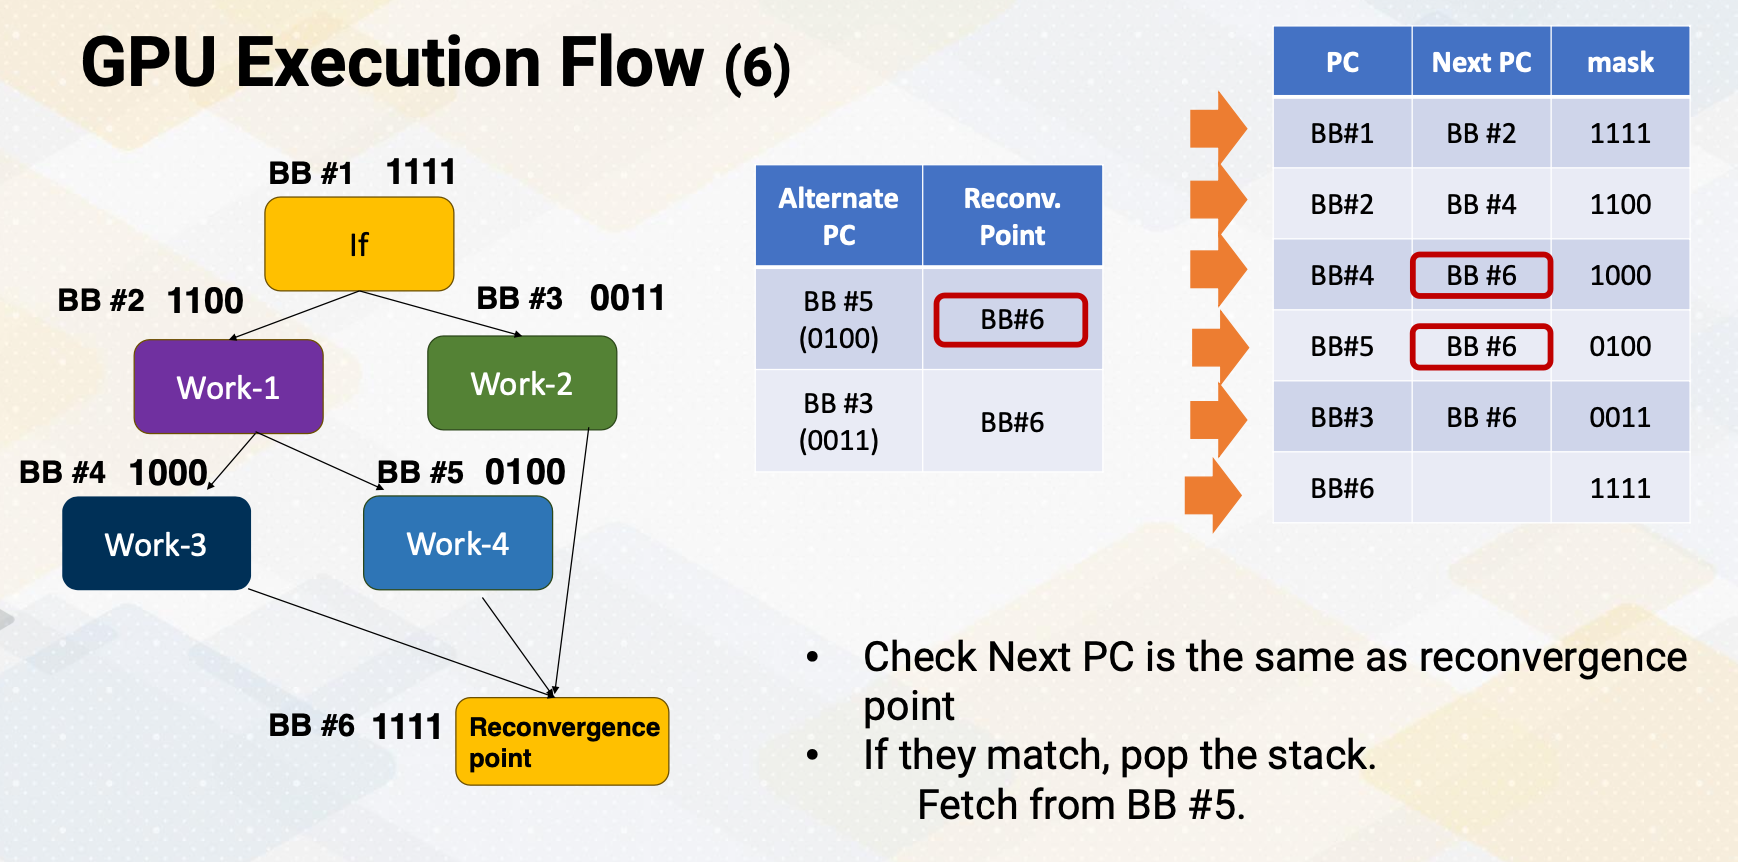 GPU Execution Flow (6)
BB #1 1111
If
BB #2 1100
BB #3 0011
Work-1
Work-2
BB #4 1000
BB #5 0100
Work-3
Work-4
BB #6 1111
Reconvergence
point
Alternate
PC
Reconv.
Point
BB #5
(0100)
BB#6
BB #3
(0011)
BB#6
PC Next PC mask
BB#1 BB #2 1111
BB#2 BB #4 1100
BB#4 BB #6 1000
BB#5 BB #6 0100
BB#3 BB #6 0011
BB#6 1111
• Check Next PC is the same as reconvergence
point
• If they match, pop the stack.
Fetch from BB #5.